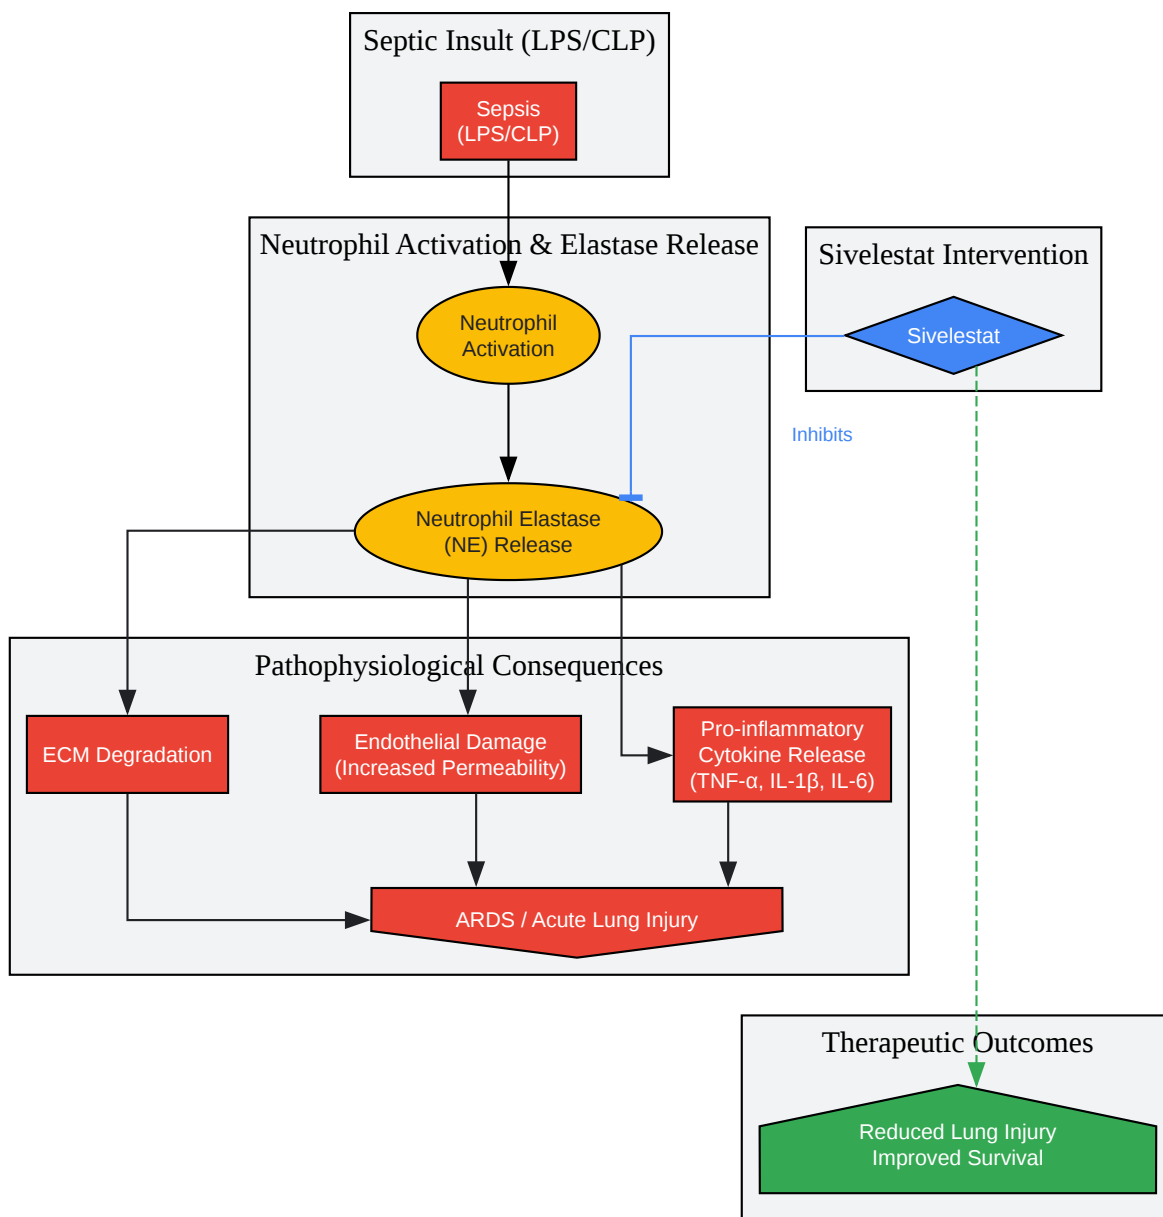 Septic Insult (LPS/CLP)
Sepsis
(LPS/CLP)
Neutrophil Activation & Elastase Release
Neutrophil
Activation
Sivelestat Intervention
Sivelestat
Inhibits
Neutrophil Elastase
(NE) Release
Pathophysiological Consequences
ECM Degradation
Endothelial Damage
(Increased Permeability)
Pro-inflammatory
Cytokine Release
(TNF-α, IL-1β, IL-6)
ARDS / Acute Lung Injury
Therapeutic Outcomes
Reduced Lung Injury
Improved Survival